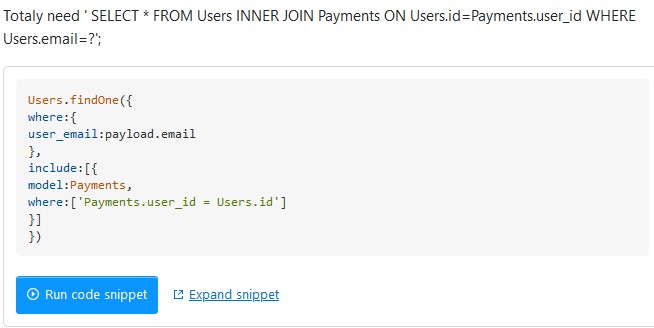 Totaly need ' SELECT * FROM Users INNER JOIN Payments ON Users.id=Payments.user_id WHERE
Users.email=?';
Users.findOne({
where:{
user_email:payload.email
},
include:[{
model:Payments,
where:['Payments.user_id = Users.id']
}]
})
Run code snippet
Expand snippet